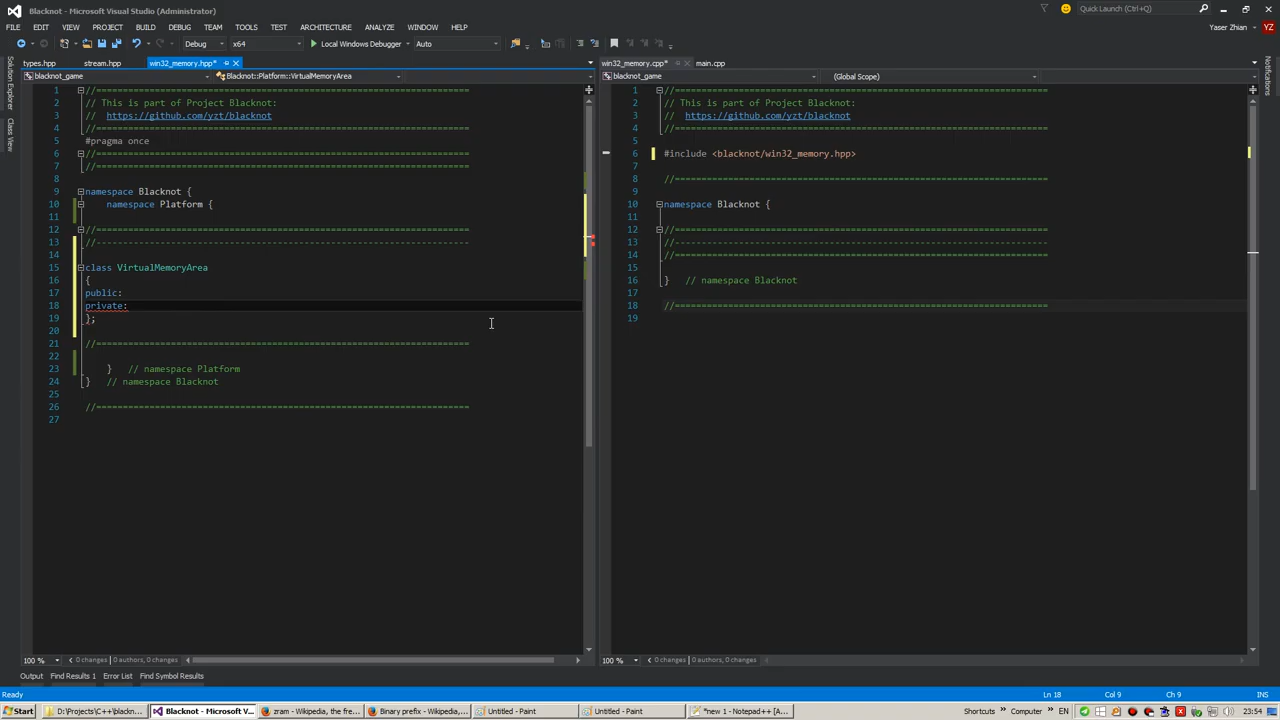 Blacknot - Microsoft Visual Studio (Administrator)
Quick Launch (Ctrl+Q)
FILE EDIT VIEW PROJECT BUILD DEBUG TEAM TOOLS TEST ARCHITECTURE ANALYZE WINDOW HELP
Yaser Zhian YZ
Debug x64 Local Windows Debugger Auto
types.hpp stream.hpp win32_memory.hpp*
win32_memory.cpp* main.cpp
blacknot_game Blacknot::Platform::VirtualMemoryArea
blacknot_game (Global Scope)
Solution Explorer
Class View
Notifications
1 //======================================================================
2 // This is part of Project Blacknot:
3 //  https://github.com/yzt/blacknot
4 //======================================================================
5 #pragma once
6 //======================================================================
7 //======================================================================
8
9 namespace Blacknot {
10     namespace Platform {
11
12 //======================================================================
13 //----------------------------------------------------------------------
14
15 class VirtualMemoryArea
16 {
17 public:
18 private:
19 };
20
21 //======================================================================
22
23     }   // namespace Platform
24 }   // namespace Blacknot
25
26 //======================================================================
27
1 //======================================================================
2 // This is part of Project Blacknot:
3 //  https://github.com/yzt/blacknot
4 //======================================================================
5
6 #include <blacknot/win32_memory.hpp>
7
8 //======================================================================
9
10 namespace Blacknot {
11
12 //======================================================================
13 //----------------------------------------------------------------------
14 //======================================================================
15
16 }   // namespace Blacknot
17
18 //======================================================================
19
100 % 0 changes | 0 authors, 0 changes
100 % 0 changes | 0 authors, 0 changes
Output Find Results 1 Error List Find Symbol Results
Ready Ln 18 Col 9 Ch 9 INS
Start D:\Projects\C++\blackn... Blacknot - Microsoft V... zram - Wikipedia, the fre... Binary prefix - Wikipedia,... Untitled - Paint Untitled - Paint *new 1 - Notepad++ [A... Shortcuts » Computer » EN 23:54